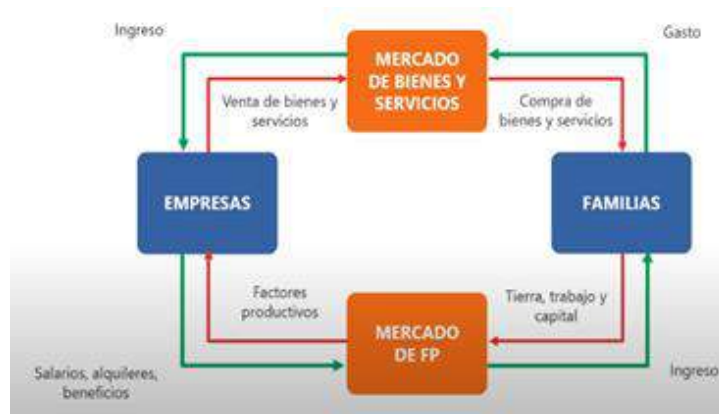 Ingreso
MERCADO
DE BIENES Y
SERVICIOS
Gasto
Venta de bienes y
servicios
Compra de
bienes y servicios
EMPRESAS
FAMILIAS
Factores
productivos
MERCADO
DE FP
Tierra, trabajo y
capital
Salarios, alquileres,
beneficios
Ingreso